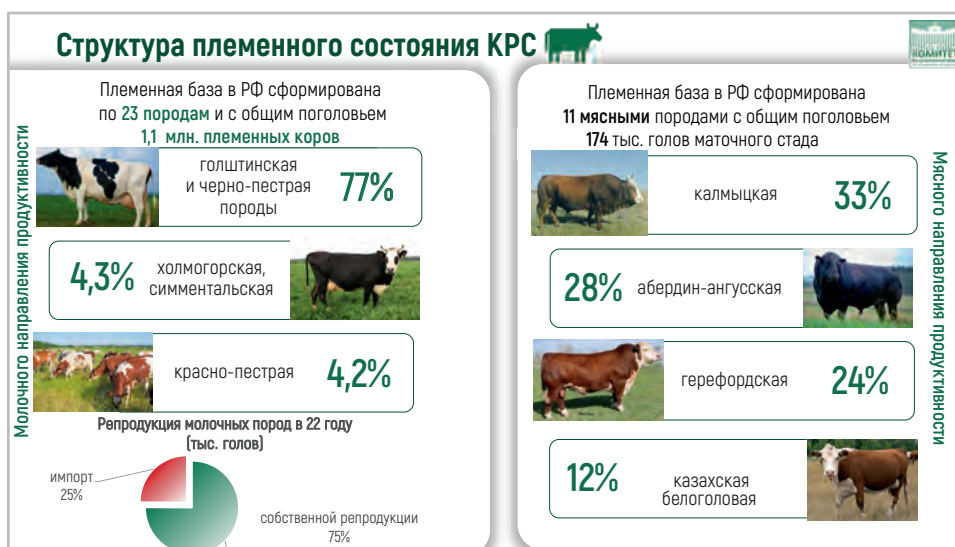 Структура племенного состояния КРС
КОМИТЕТ
Молочного направления продуктивности
Племенная база в РФ сформирована
по 23 породам и с общим поголовьем
1,1 млн. племенных коров
голштинская
и черно-пестрая
породы
77%
4,3%
холмогорская,
симментальская
красно-пестрая
4,2%
Репродукция молочных пород в 22 году
(тыс. голов)
импорт
25%
собственной репродукции
75%
Племенная база в РФ сформирована
11 мясными породами с общим поголовьем
174 тыс. голов маточного стада
калмыцкая
33%
28%
абердин-ангусская
герефордская
24%
12%
казахская
белоголовая
Мясного направления продуктивности